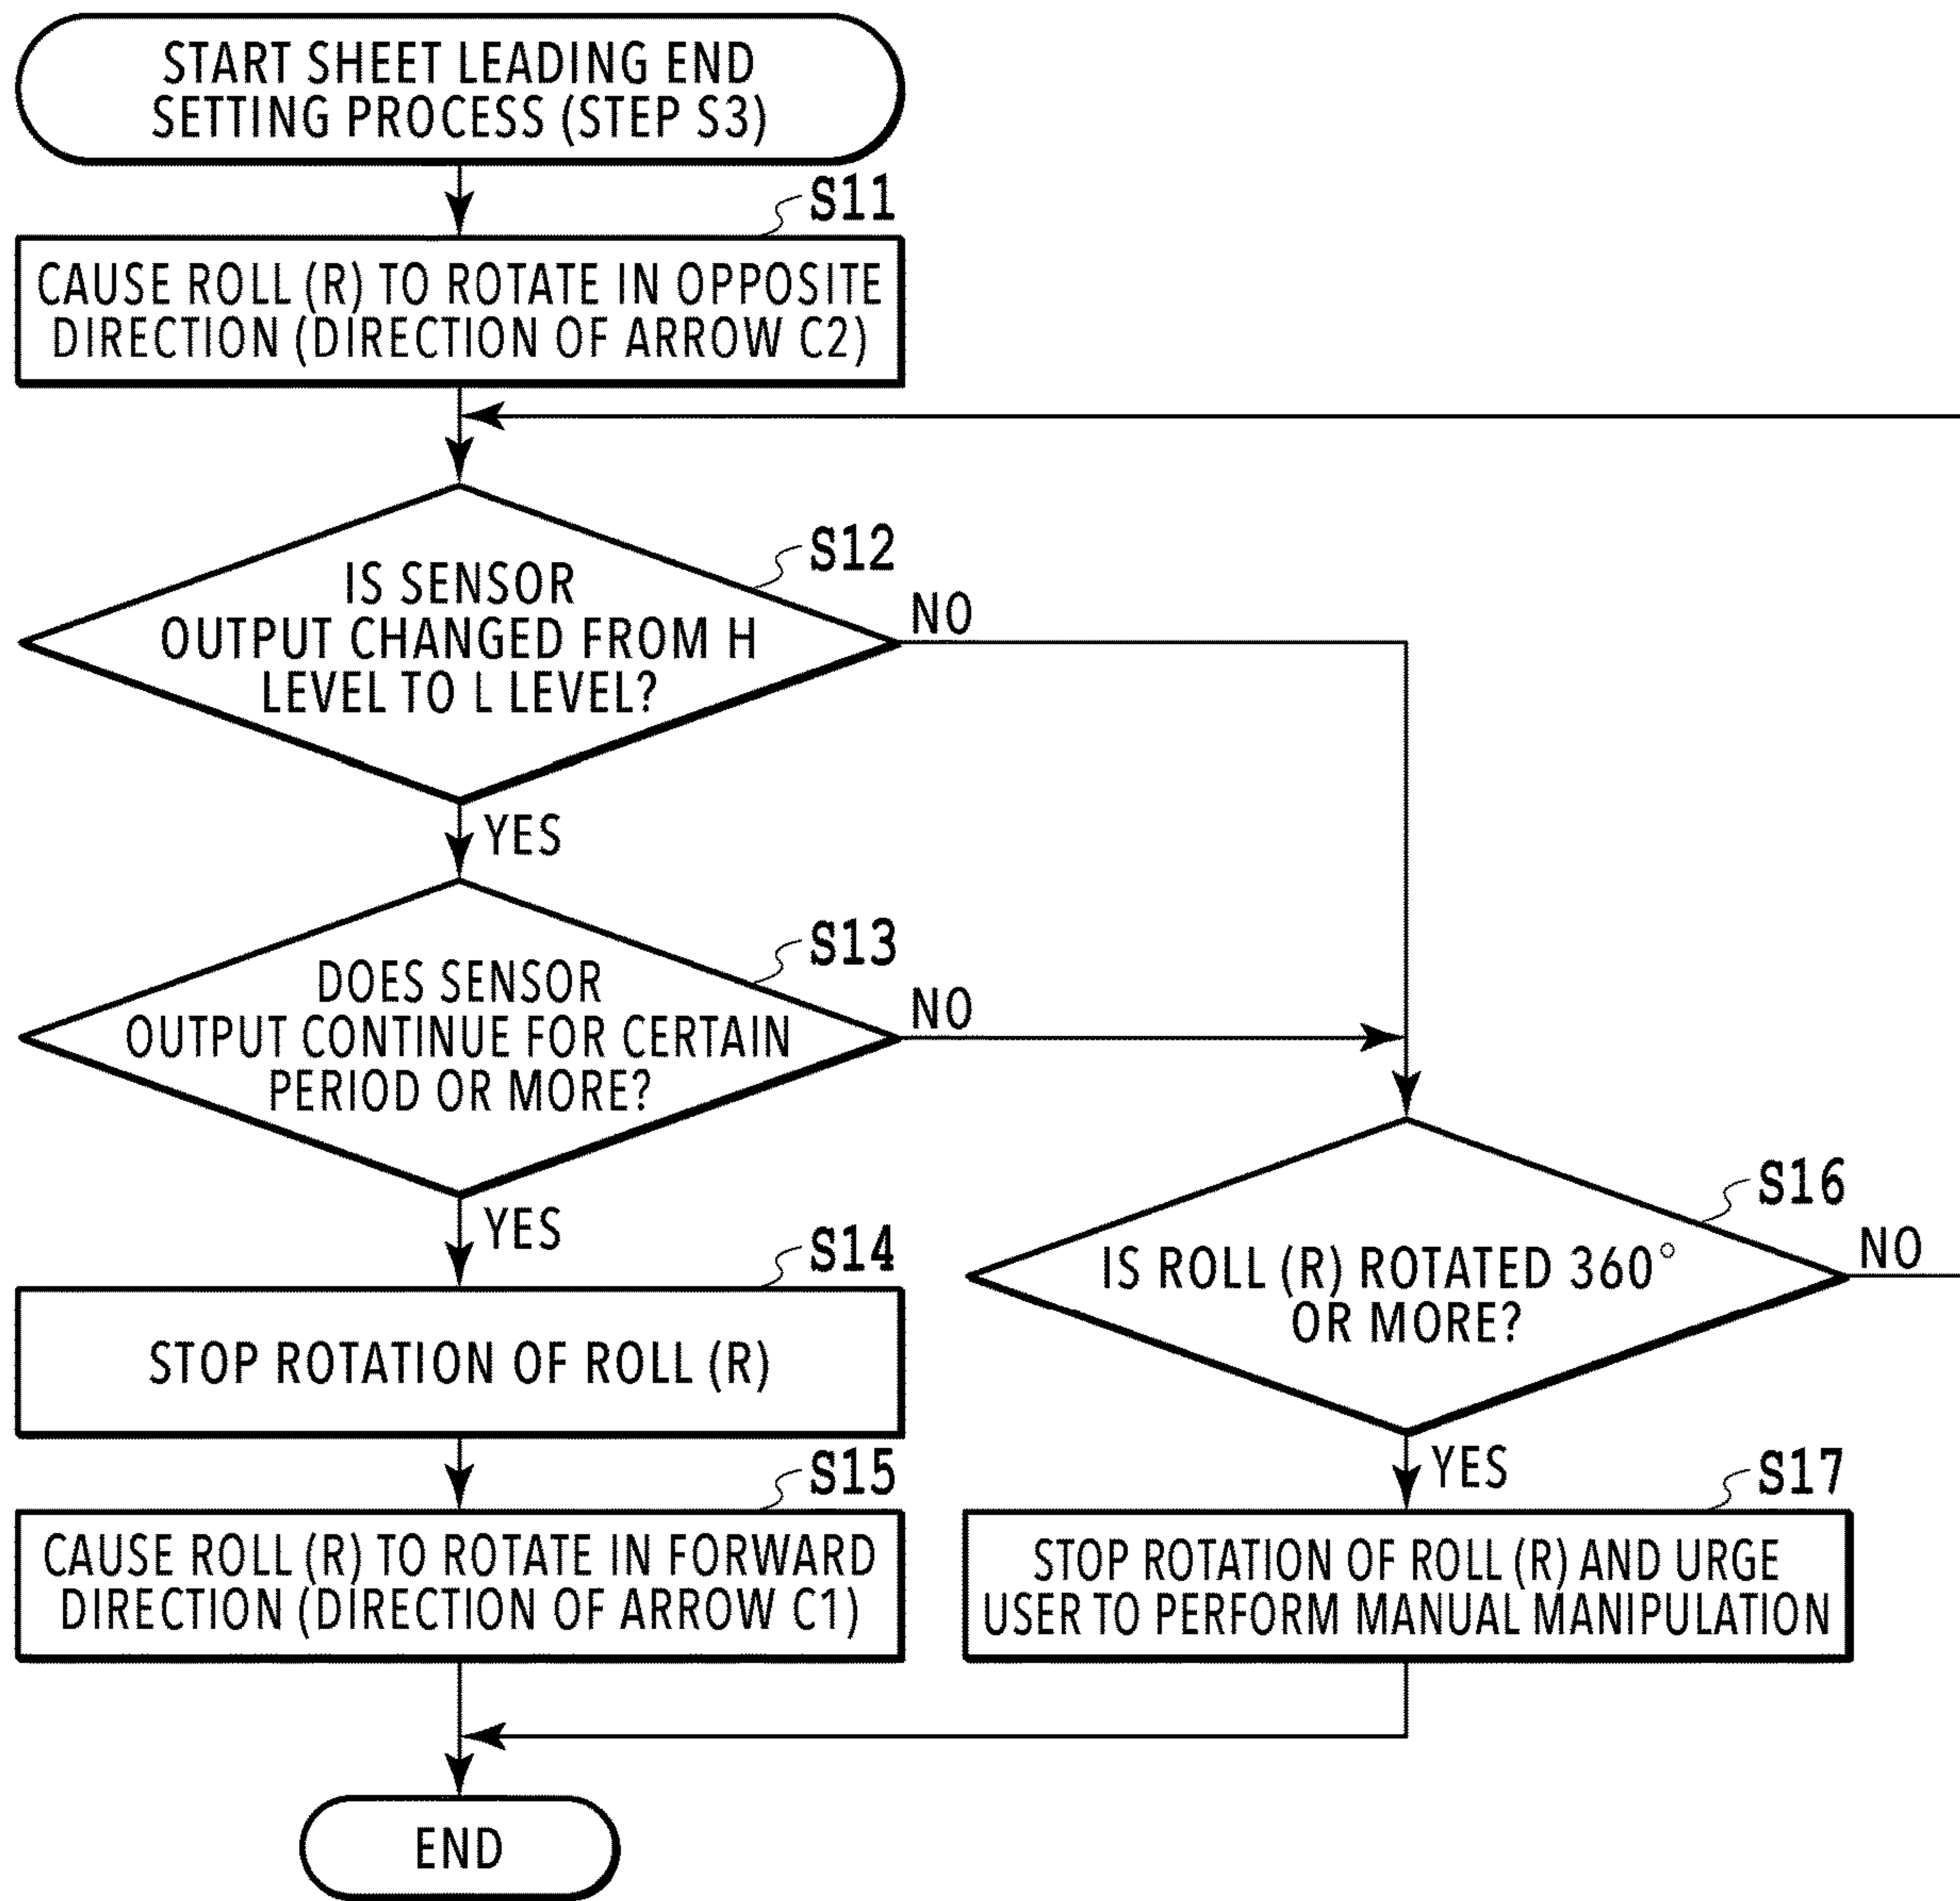 START SHEET LEADING END
SETTING PROCESS (STEP S3)
S11
CAUSE ROLL (R) TO ROTATE IN OPPOSITE
DIRECTION (DIRECTION OF ARROW C2)
S12
IS SENSOR
OUTPUT CHANGED FROM H
LEVEL TO L LEVEL?
NO
YES
S13
DOES SENSOR
OUTPUT CONTINUE FOR CERTAIN
PERIOD OR MORE?
NO
YES
S14
STOP ROTATION OF ROLL (R)
S15
CAUSE ROLL (R) TO ROTATE IN FORWARD
DIRECTION (DIRECTION OF ARROW C1)
S16
IS ROLL (R) ROTATED 360°
OR MORE?
NO
YES
S17
STOP ROTATION OF ROLL (R) AND URGE
USER TO PERFORM MANUAL MANIPULATION
END